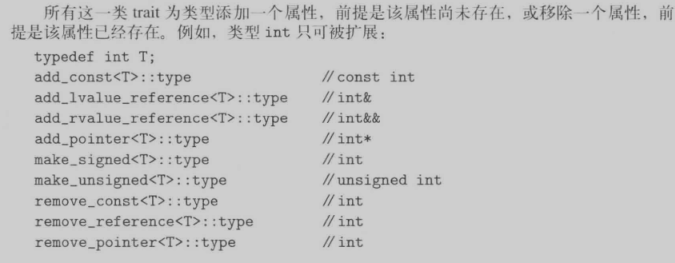 所有这一类 trait 为类型添加一个属性，前提是该属性尚未存在，或移除一个属性，前
提是该属性已经存在。例如，类型 int 只可被扩展：
typedef int T;
add_const<T>::type //const int
add_lvalue_reference<T>::type //int&
add_rvalue_reference<T>::type //int&&
add_pointer<T>::type //int*
make_signed<T>::type //int
make_unsigned<T>::type //unsigned int
remove_const<T>::type //int
remove_reference<T>::type //int
remove_pointer<T>::type //int